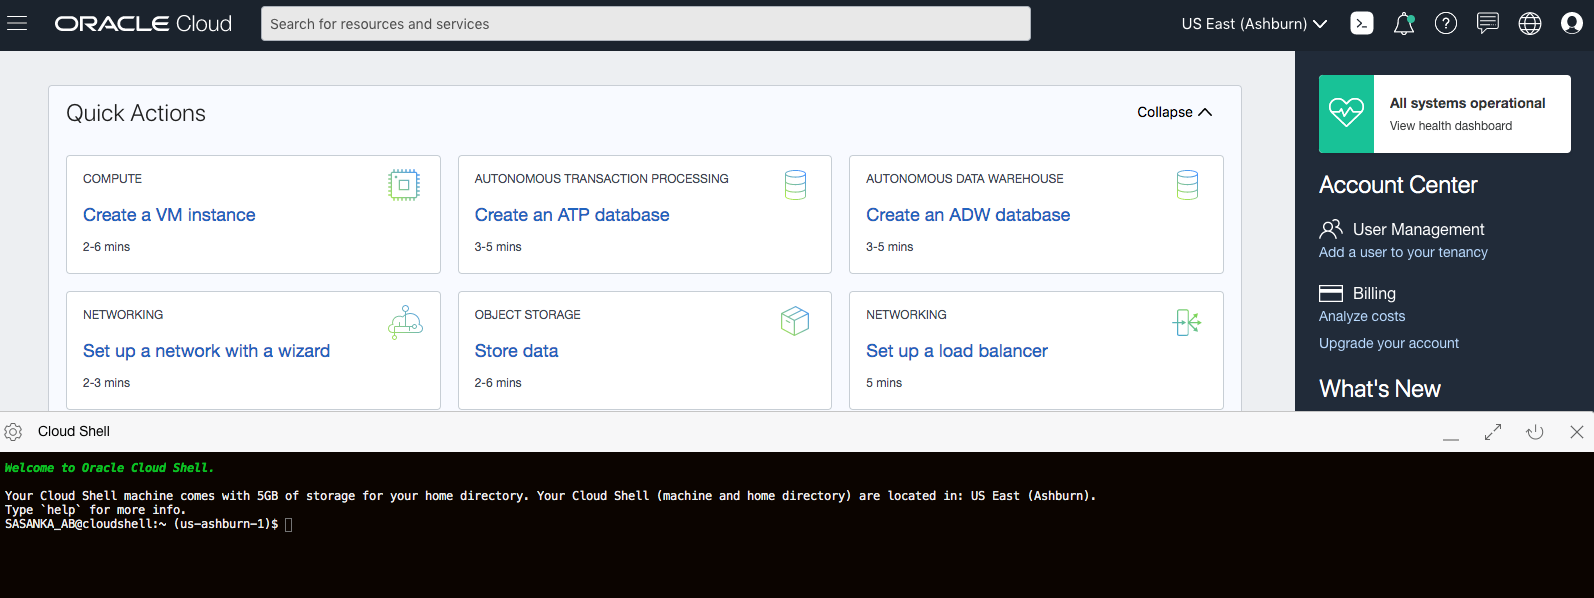 ORACLE Cloud
Search for resources and services
US East (Ashburn)
Quick Actions
Collapse
COMPUTE
Create a VM instance
2-6 mins
AUTONOMOUS TRANSACTION PROCESSING
Create an ATP database
3-5 mins
AUTONOMOUS DATA WAREHOUSE
Create an ADW database
3-5 mins
NETWORKING
Set up a network with a wizard
2-3 mins
OBJECT STORAGE
Store data
2-6 mins
NETWORKING
Set up a load balancer
5 mins
All systems operational
View health dashboard
Account Center
User Management
Add a user to your tenancy
Billing
Analyze costs
Upgrade your account
What's New
Cloud Shell
Welcome to Oracle Cloud Shell.
Your Cloud Shell machine comes with 5GB of storage for your home directory. Your Cloud Shell (machine and home directory) are located in: US East (Ashburn).
Type `help` for more info.
SASANKA_AB@cloudshell:~ (us-ashburn-1)$